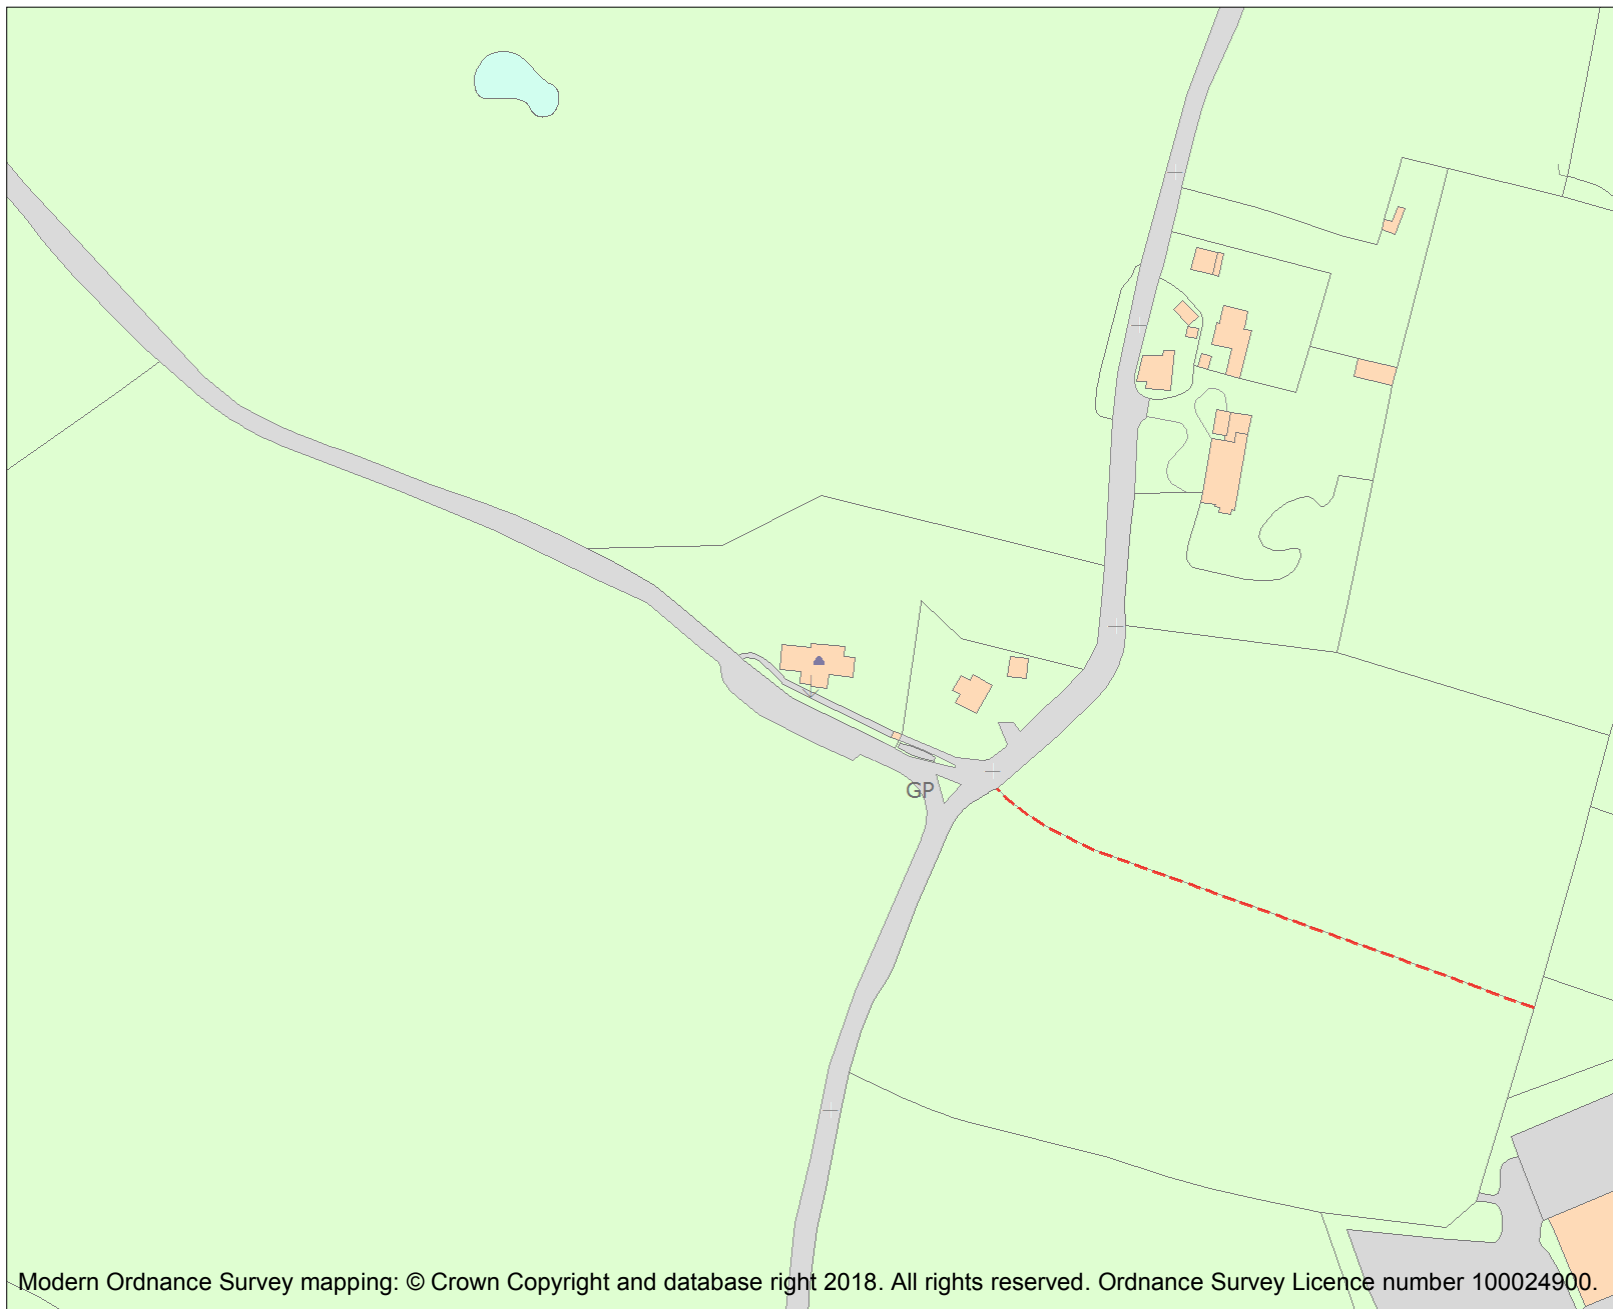 GP
Modern Ordnance Survey mapping: © Crown Copyright and database right 2018. All rights reserved. Ordnance Survey Licence number 100024900.